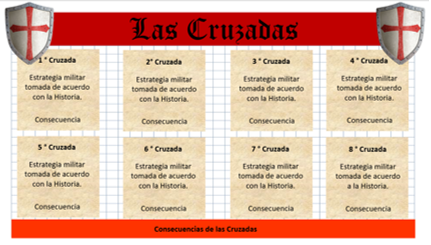 Las Cruzadas
1 ° Cruzada
Estrategia militar
tomada de acuerdo
con la Historia.
Consecuencia
2° Cruzada
Estrategia militar
tomada de acuerdo
con la Historia.
Consecuencia
3 ° Cruzada
Estrategia militar
tomada de acuerdo
con la Historia.
Consecuencia
4 ° Cruzada
Estrategia militar
tomada de acuerdo
con la Historia.
Consecuencia
5 ° Cruzada
Estrategia militar
tomada de acuerdo
con la Historia.
Consecuencia
6 ° Cruzada
Estrategia militar
tomada de acuerdo
con la Historia.
Consecuencia
7 ° Cruzada
Estrategia militar
tomada de acuerdo
con la Historia.
Consecuencia
8 ° Cruzada
Estrategia militar
tomada de acuerdo
a la Historia.
Consecuencia
Consecuencias de las Cruzadas